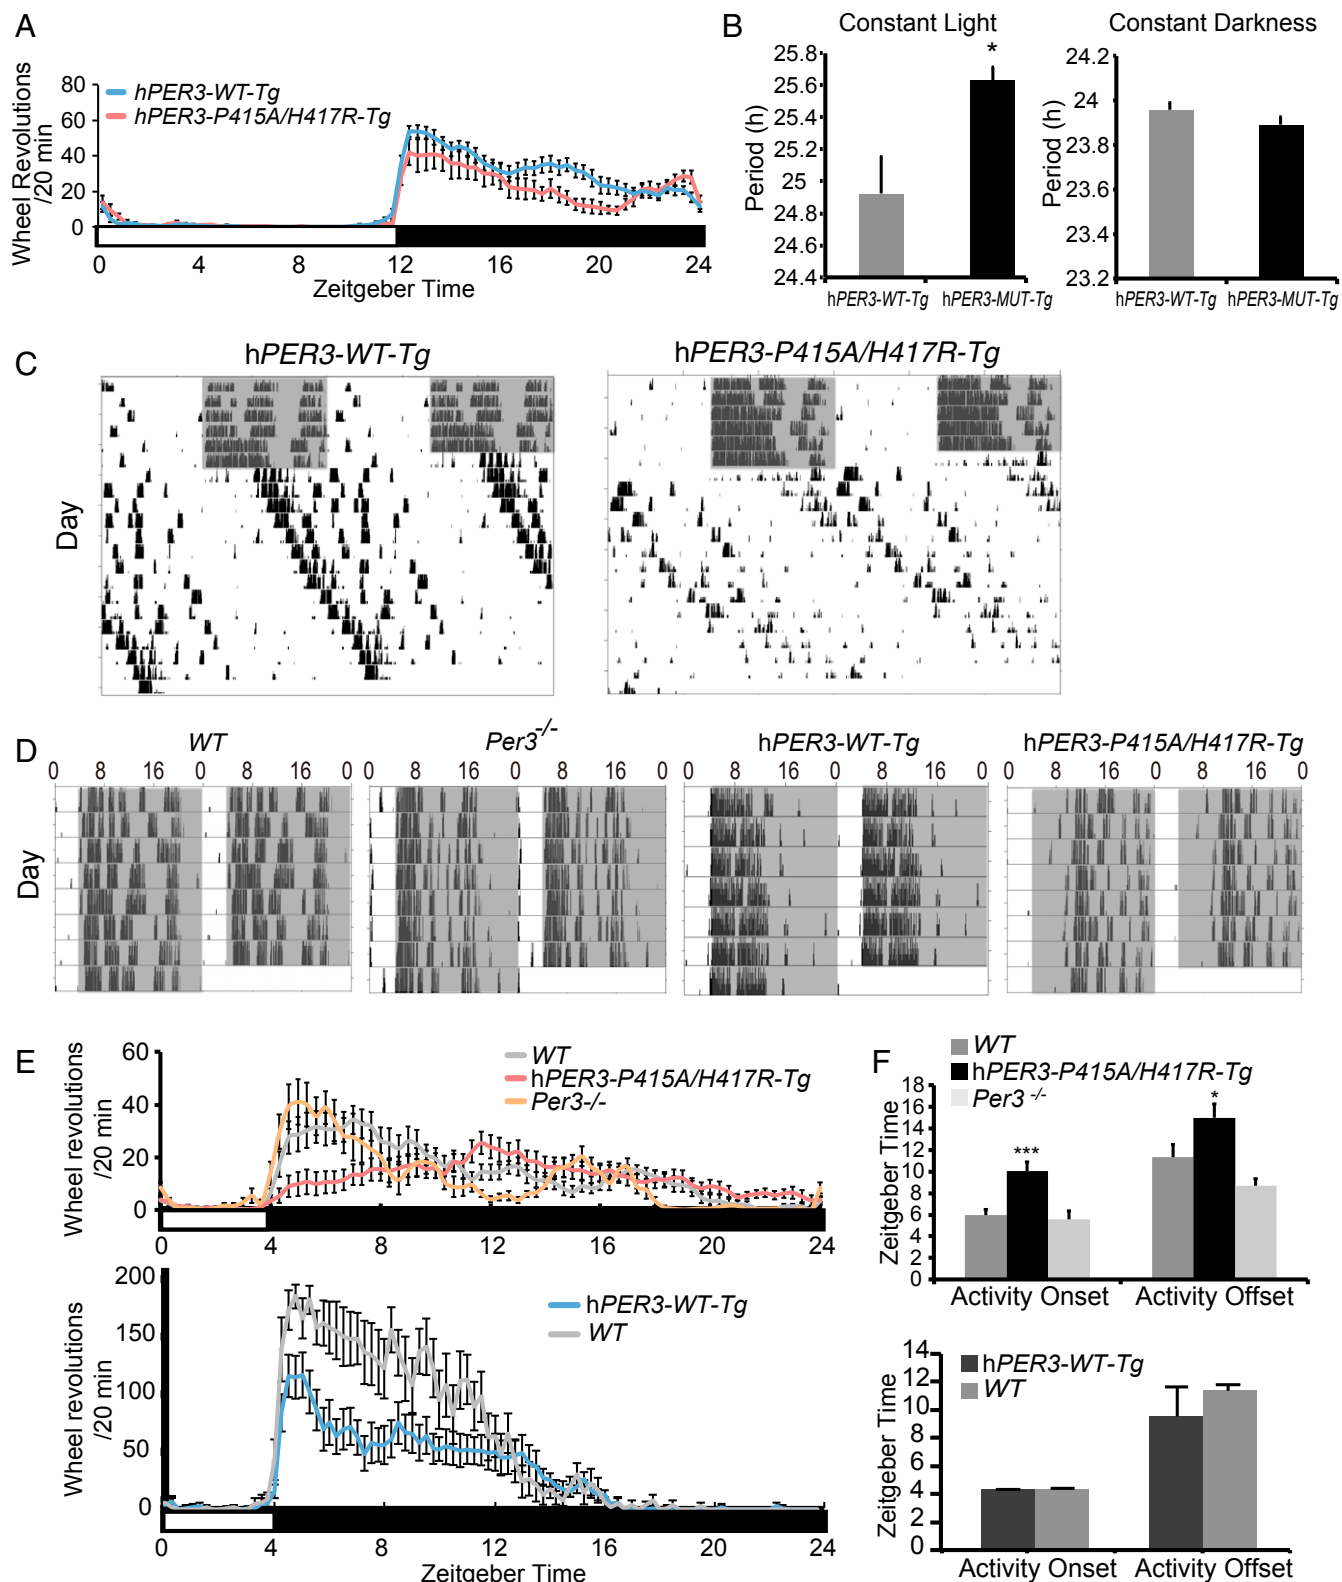 A
Wheel Revolutions
/20 min
80
60
40
20
0
hPER3-WT-Tg
hPER3-P415A/H417R-Tg
0 4 8 12 16 20 24
Zeitgeber Time
B
Constant Light
Period (h)
25.8
25.6
25.4
25.2
25
24.8
24.6
24.4
*
hPER3-WT-Tg hPER3-MUT-Tg
Constant Darkness
Period (h)
24.2
24
23.8
23.6
23.4
23.2
hPER3-WT-Tg hPER3-MUT-Tg
C
hPER3-WT-Tg
hPER3-P415A/H417R-Tg
Day
D
WT
0 8 16 0 8 16 0
Per3-/-
0 8 16 0 8 16 0
hPER3-WT-Tg
0 8 16 0 8 16 0
hPER3-P415A/H417R-Tg
0 8 16 0 8 16 0
Day
E
Wheel revolutions
/20 min
60
40
20
0
WT
hPER3-P415A/H417R-Tg
Per3-/-
0 4 8 12 16 20 24
Wheel revolutions
/20 min
200
150
100
50
0
hPER3-WT-Tg
WT
0 4 8 12 16 20 24
Zeitgeber Time
F
WT
hPER3-P415A/H417R-Tg
Per3 -/-
Zeitgeber Time
18
16
14
12
10
8
6
4
2
0
***
*
Activity Onset Activity Offset
Zeitgeber Time
14
12
10
8
6
4
2
0
hPER3-WT-Tg
WT
Activity Onset Activity Offset